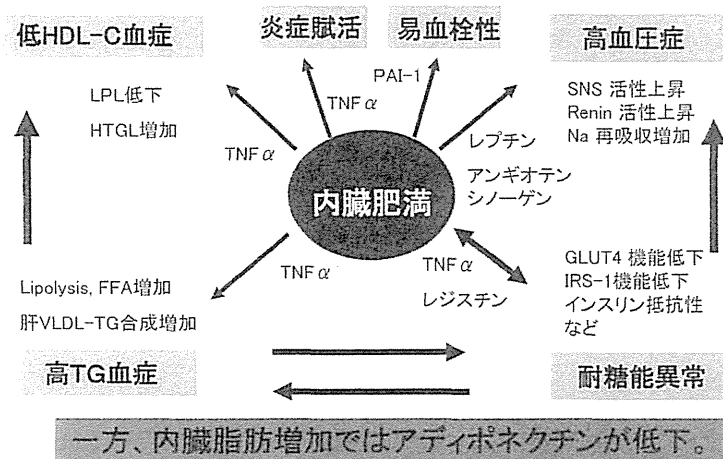 低HDL-C血症
炎症賦活
易血栓性
高血圧症
LPL低下
HTGL増加
TNFα
TNFα
PAI-1
SNS 活性上昇
Renin 活性上昇
Na 再吸収増加
レプチン
アンギオテン
シノーゲン
内臓肥満
TNFα
TNFα
レジスチン
Lipolysis, FFA増加
肝VLDL-TG合成増加
GLUT4 機能低下
IRS-1機能低下
インスリン抵抗性
など
高TG血症
耐糖能異常
一方、内臓脂肪増加ではアディポネクチンが低下。